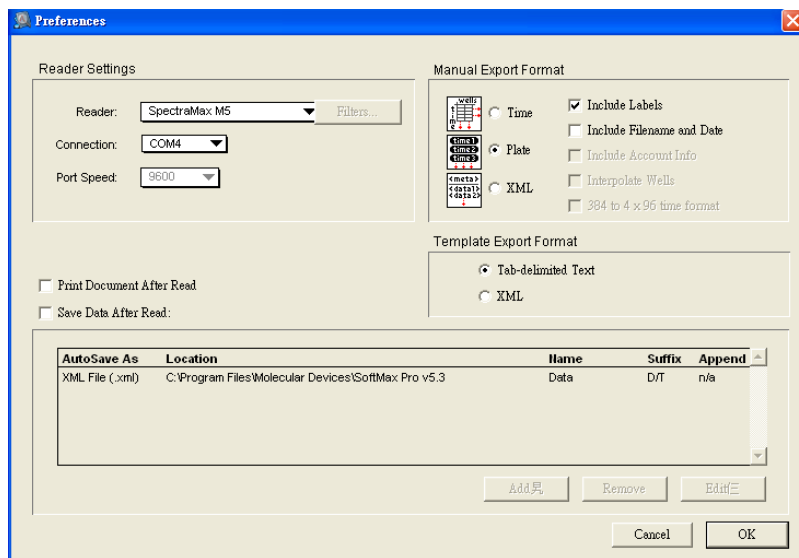 Preferences
Reader Settings
Reader: SpectraMax M5 Filters...
Connection: COM4
Port Speed: 9600
Manual Export Format
wells
time
Time
time1
time2
time3
Plate
<meta>
<data1>
<data2>
XML
Include Labels
Include Filename and Date
Include Account Info
Interpolate Wells
384 to 4 x 96 time format
Template Export Format
Tab-delimited Text
XML
Print Document After Read
Save Data After Read:
AutoSave As Location Name Suffix Append
XML File (.xml) C:\Program Files\Molecular Devices\SoftMax Pro v5.3 Data D/T n/a
Add Remove Edit
Cancel OK